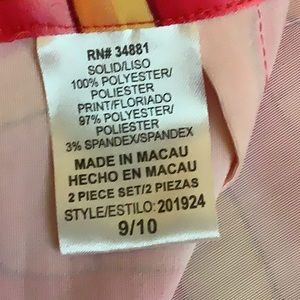 RN# 34881
SOLID/LISO
100% POLYESTER/
POLIESTER
PRINT/FLORIADO
97% POLYESTER/
POLIESTER
3% SPANDEX/SPANDEX
MADE IN MACAU
HECHO EN MACAU
2 PIECE SET/2 PIEZAS
STYLE/ESTILO: 201924
9/10